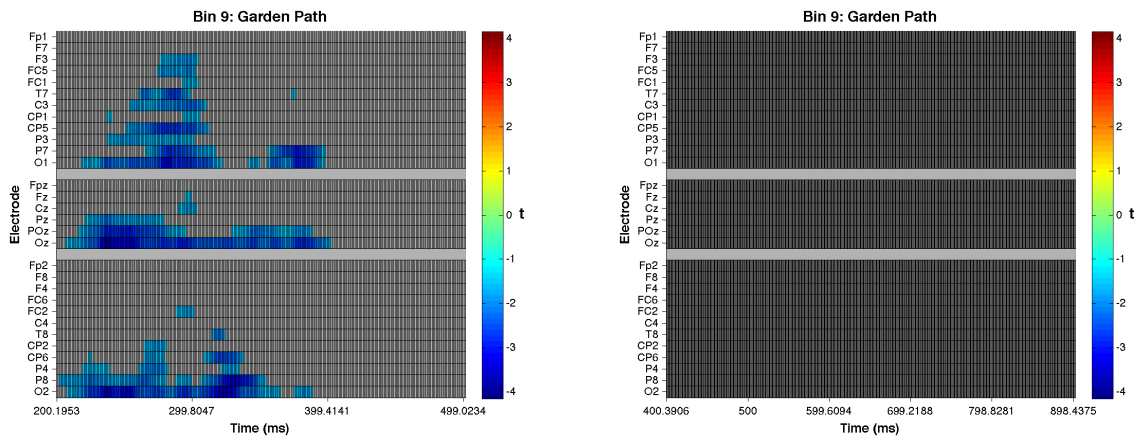 Bin 9: Garden Path
Fp1
F7
F3
FC5
FC1
T7
C3
CP1
CP5
P3
P7
O1
Fpz
Fz
Cz
Pz
POz
Oz
Fp2
F8
F4
FC6
FC2
C4
T8
CP2
CP6
P4
P8
O2
Electrode
200.1953 299.8047 399.4141 499.0234
Time (ms)
4
3
2
1
0
-1
-2
-3
-4
t
Bin 9: Garden Path
Fp1
F7
F3
FC5
FC1
T7
C3
CP1
CP5
P3
P7
O1
Fpz
Fz
Cz
Pz
POz
Oz
Fp2
F8
F4
FC6
FC2
C4
T8
CP2
CP6
P4
P8
O2
Electrode
400.3906 500 599.6094 699.2188 798.8281 898.4375
Time (ms)
4
3
2
1
0
-1
-2
-3
-4
t